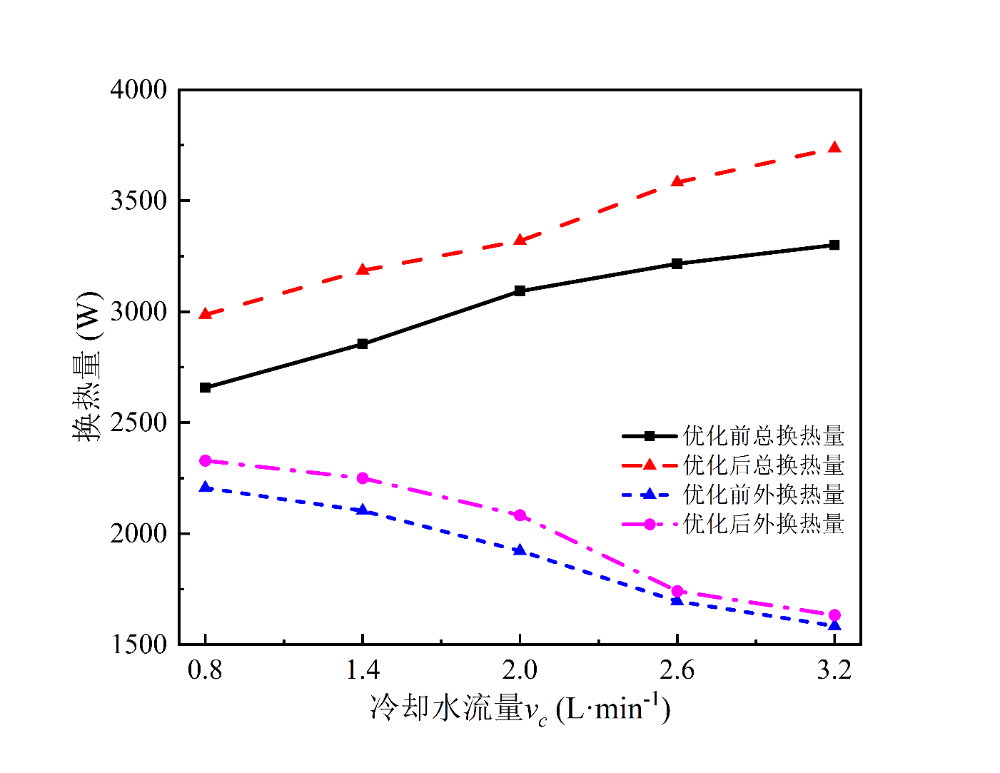 4000
3500
3000
2500
2000
1500
换热量 (W)
优化前总换热量
优化后总换热量
优化前外换热量
优化后外换热量
0.8 1.4 2.0 2.6 3.2
冷却水流量v_c (L·min⁻¹)